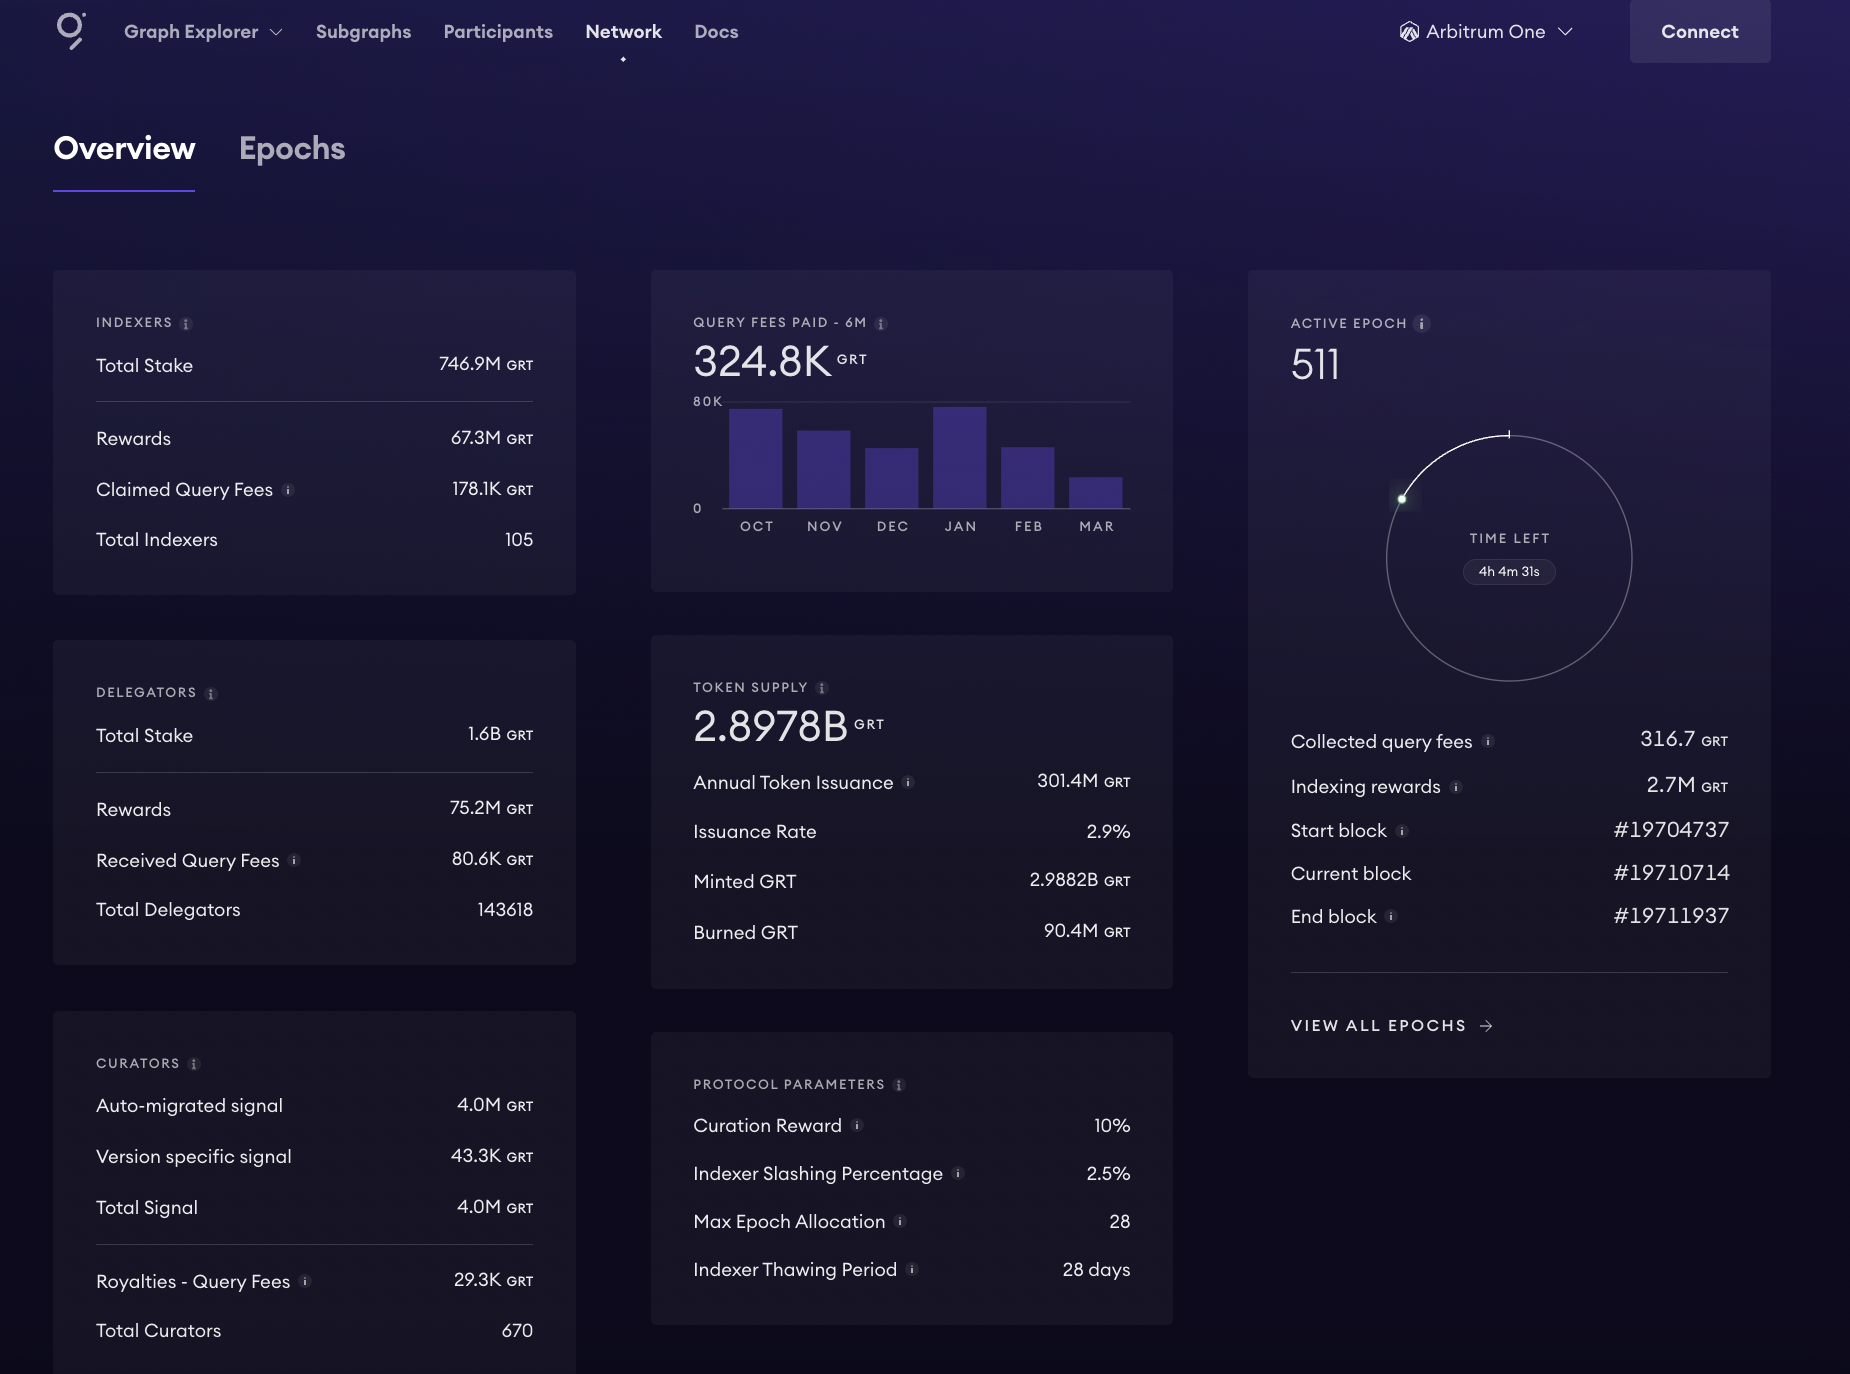 Graph Explorer Subgraphs Participants Network Docs Arbitrum One Connect
Overview Epochs
INDEXERS
Total Stake 746.9M GRT
Rewards 67.3M GRT
Claimed Query Fees 178.1K GRT
Total Indexers 105
DELEGATORS
Total Stake 1.6B GRT
Rewards 75.2M GRT
Received Query Fees 80.6K GRT
Total Delegators 143618
CURATORS
Auto-migrated signal 4.0M GRT
Version specific signal 43.3K GRT
Total Signal 4.0M GRT
Royalties - Query Fees 29.3K GRT
Total Curators 670
QUERY FEES PAID - 6M
324.8K GRT
80K
0
OCT NOV DEC JAN FEB MAR
TOKEN SUPPLY
2.8978B GRT
Annual Token Issuance 301.4M GRT
Issuance Rate 2.9%
Minted GRT 2.9882B GRT
Burned GRT 90.4M GRT
PROTOCOL PARAMETERS
Curation Reward 10%
Indexer Slashing Percentage 2.5%
Max Epoch Allocation 28
Indexer Thawing Period 28 days
ACTIVE EPOCH
511
TIME LEFT
4h 4m 31s
Collected query fees 316.7 GRT
Indexing rewards 2.7M GRT
Start block #19704737
Current block #19710714
End block #19711937
VIEW ALL EPOCHS →